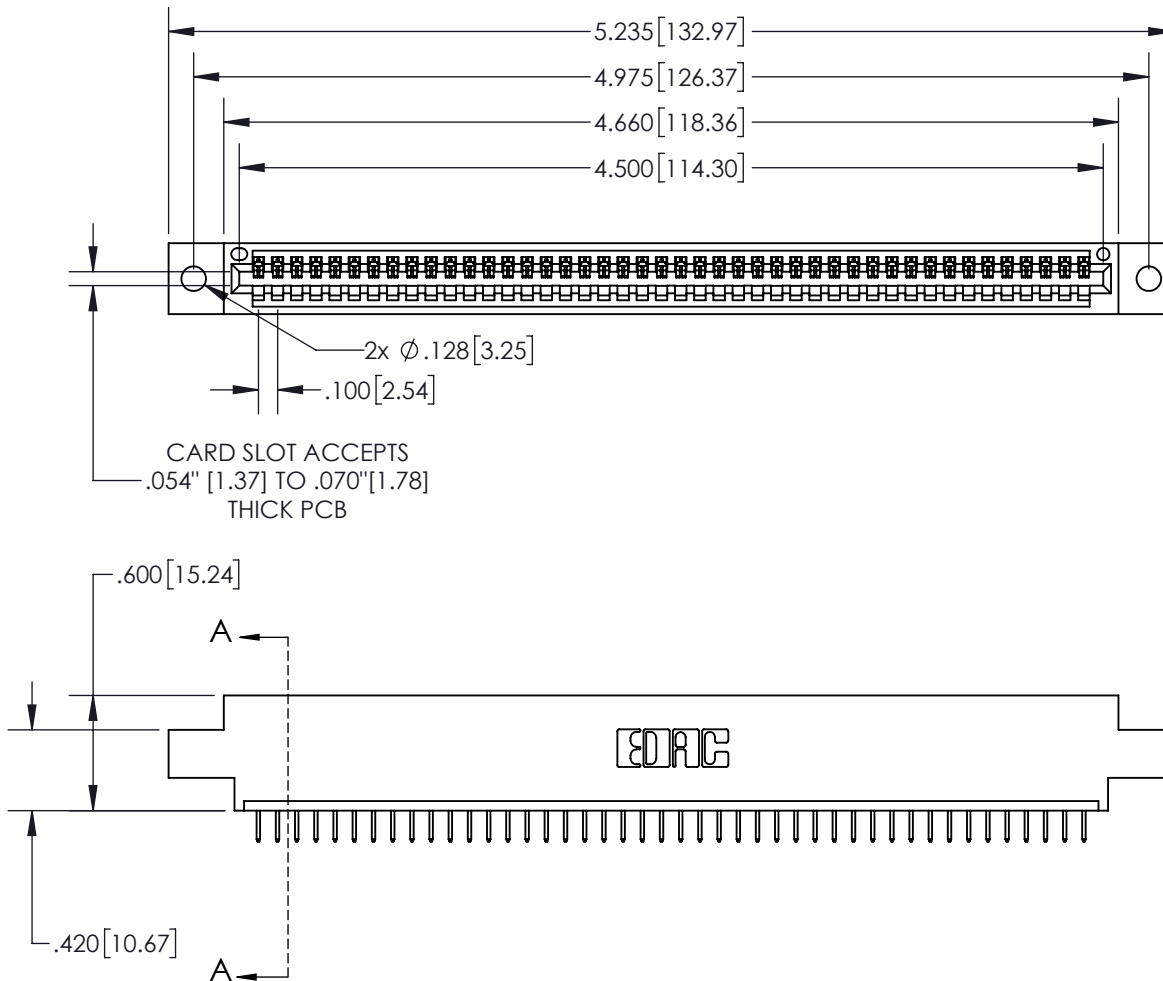 5.235[132.97]
4.975[126.37]
4.660[118.36]
4.500[114.30]
2x ⌀.128[3.25]
.100[2.54]
CARD SLOT ACCEPTS
.054" [1.37] TO .070"[1.78]
THICK PCB
.600[15.24]
A
EDAC
.420[10.67]
A